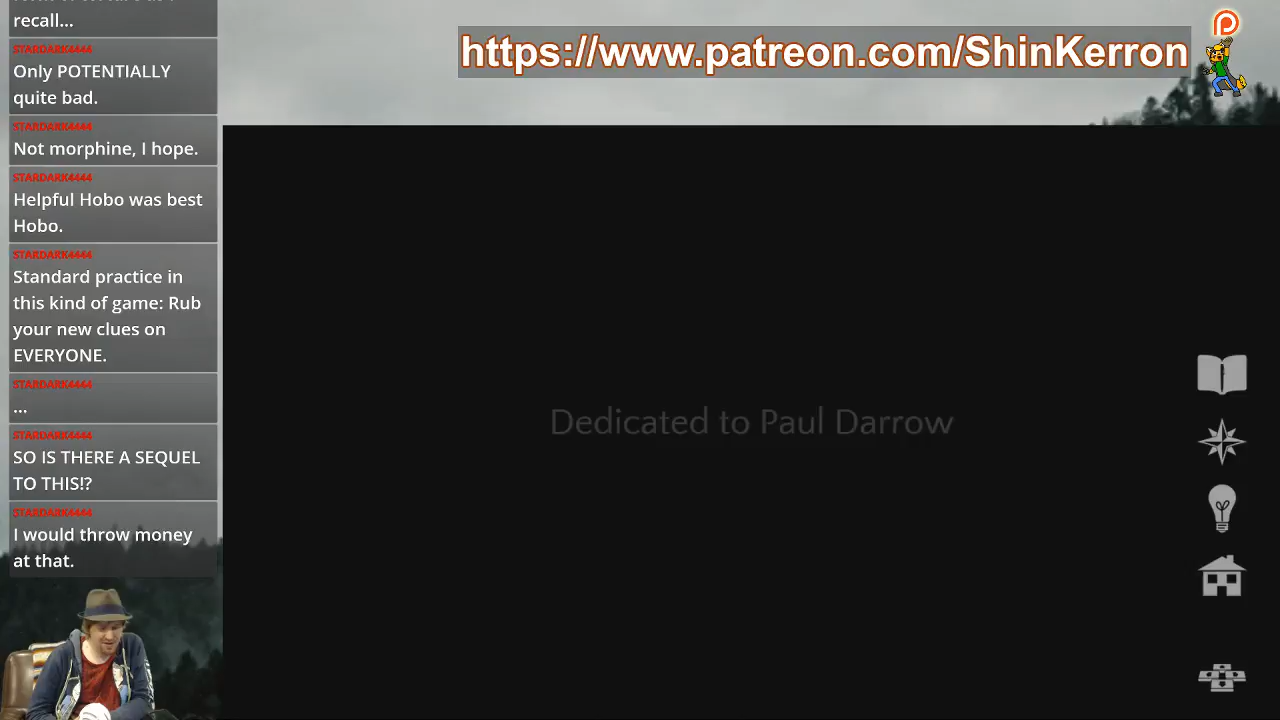 recall...
https://www.patreon.com/ShinKerron
STARDARK4444
Only POTENTIALLY
quite bad.
STARDARK4444
Not morphine, I hope.
STARDARK4444
Helpful Hobo was best
Hobo.
STARDARK4444
Standard practice in
this kind of game: Rub
your new clues on
EVERYONE.
STARDARK4444
...
STARDARK4444
SO IS THERE A SEQUEL
TO THIS!?
STARDARK4444
I would throw money
at that.
Dedicated to Paul Darrow